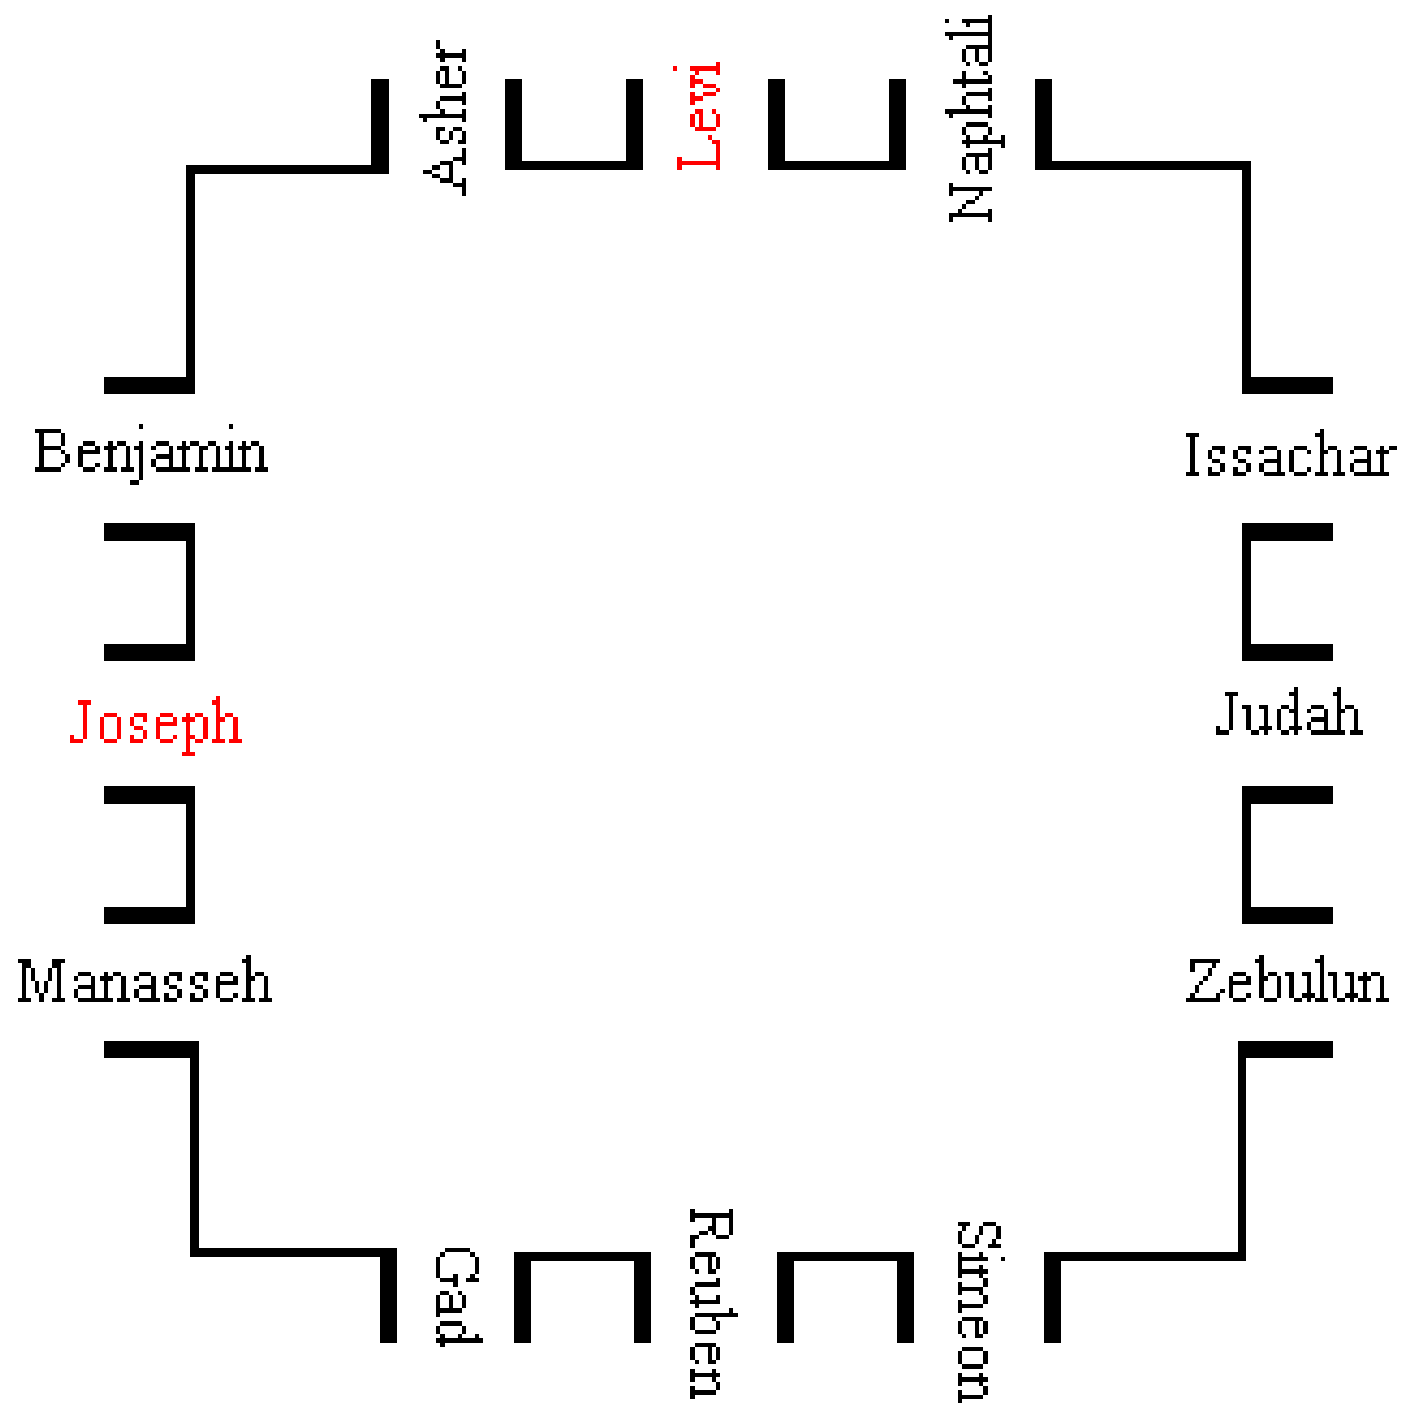 Asher
Levi
Naphtali
Benjamin
Issachar
Joseph
Judah
Manasseh
Zebulun
Gad
Reuben
Simeon